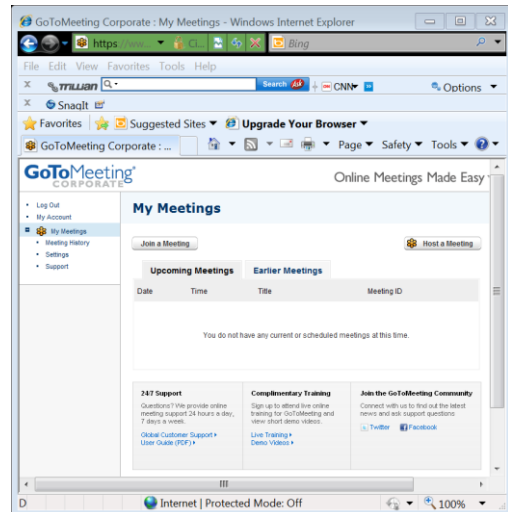 GoToMeeting Corporate : My Meetings - Windows Internet Explorer
https://ww... Ci... Bing
File Edit View Favorites Tools Help
x Search Ask CNN Options
x SnagIt
Favorites Suggested Sites Upgrade Your Browser
GoToMeeting Corporate : ... Page Safety Tools
GoToMeeting Online Meetings Made Easy
CORPORATE
Log Out
My Account
My Meetings
Meeting History
Settings
Support
My Meetings
Join a Meeting Host a Meeting
Upcoming Meetings Earlier Meetings
Date Time Title Meeting ID
You do not have any current or scheduled meetings at this time.
24/7 Support
Questions? We provide online
meeting support 24 hours a day,
7 days a week.
Global Customer Support
User Guide (PDF)
Complimentary Training
Sign up to attend live online
training for GoToMeeting and
view short demo videos.
Live Training
Demo Videos
Join the GoToMeeting Community
Connect with us to find out the latest
news and ask support questions
Twitter Facebook
D Internet | Protected Mode: Off 100%